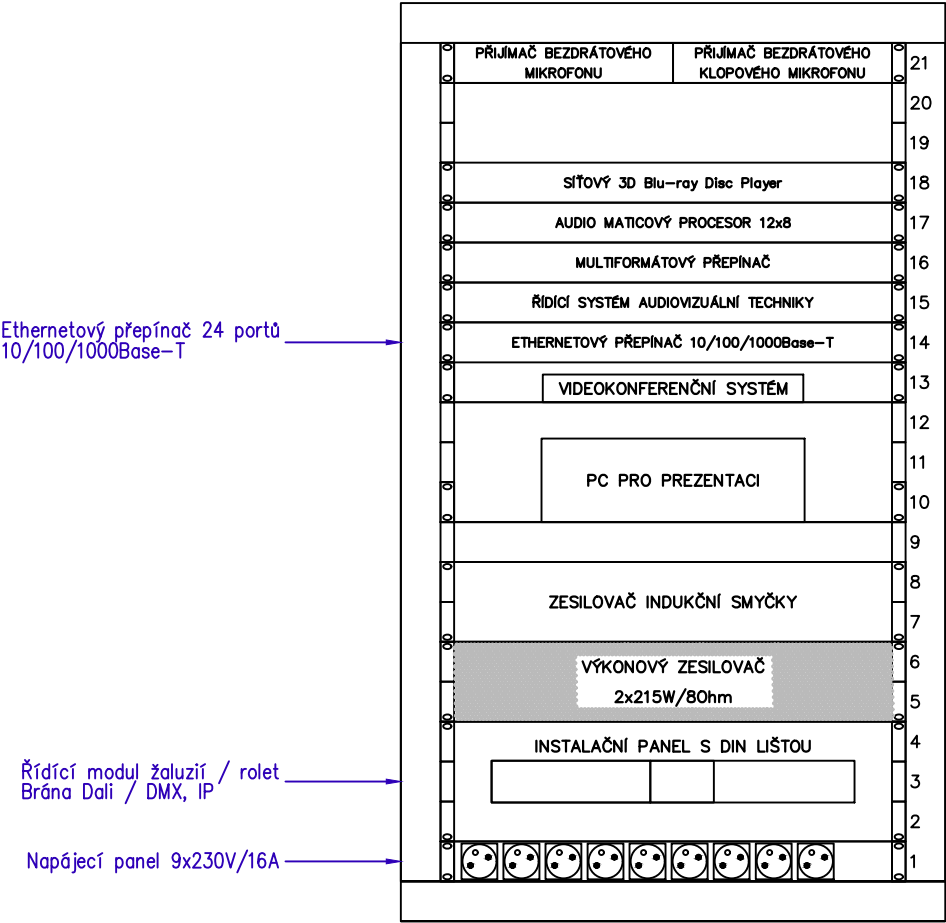 PŘIJÍMAČ BEZDRÁTOVÉHO
MIKROFONU
PŘIJÍMAČ BEZDRÁTOVÉHO
KLOPOVÉHO MIKROFONU
21
20
19
SÍŤOVÝ 3D Blu-ray Disc Player
18
AUDIO MATICOVÝ PROCESOR 12x8
17
MULTIFORMÁTOVÝ PŘEPÍNAČ
16
ŘÍDÍCÍ SYSTÉM AUDIOVIZUÁLNÍ TECHNIKY
15
Ethernetový přepínač 24 portů
10/100/1000Base-T
ETHERNETOVÝ PŘEPÍNAČ 10/100/1000Base-T
14
VIDEOKONFERENČNÍ SYSTÉM
13
12
11
PC PRO PREZENTACI
10
9
8
ZESILOVAČ INDUKČNÍ SMYČKY
7
VÝKONOVÝ ZESILOVAČ
6
2x215W/8Ohm
5
INSTALAČNÍ PANEL S DIN LIŠTOU
4
Řídící modul žaluzií / rolet
Brána Dali / DMX, IP
3
2
Napájecí panel 9x230V/16A
1